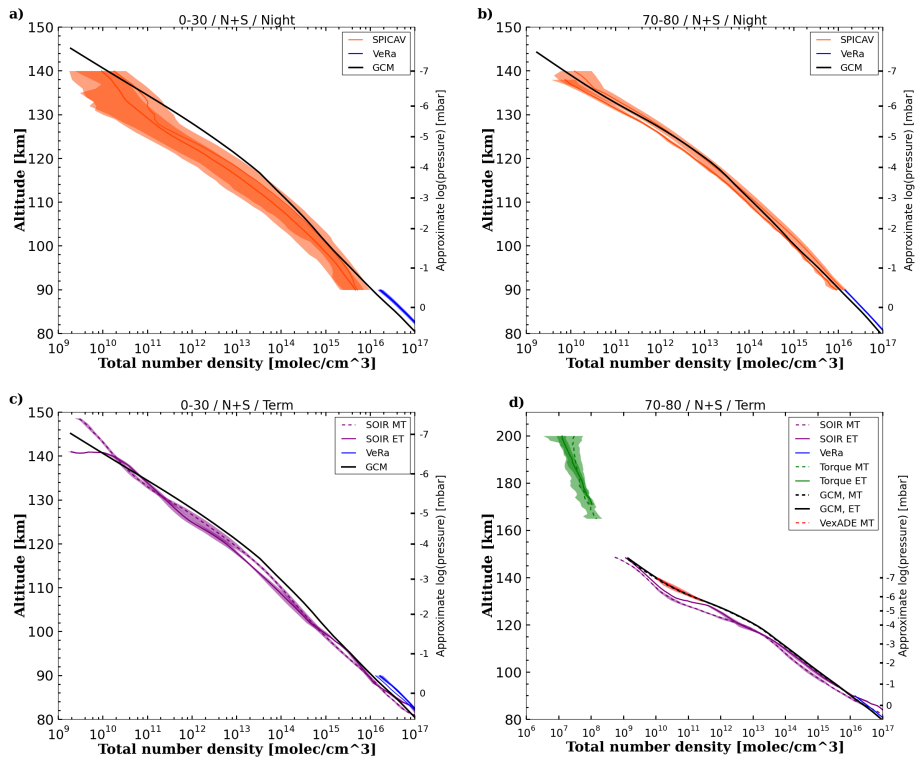 a)
0-30 / N+S / Night
150
140
130
120
110
100
90
80
Altitude [km]
SPICAV
VeRa
GCM
-7
-6
-5
-4
-3
-2
-1
0
Approximate log(pressure) [mbar]
10^9 10^10 10^11 10^12 10^13 10^14 10^15 10^16 10^17
Total number density [molec/cm^3]
b)
70-80 / N+S / Night
150
140
130
120
110
100
90
80
Altitude [km]
SPICAV
VeRa
GCM
-7
-6
-5
-4
-3
-2
-1
0
Approximate log(pressure) [mbar]
10^9 10^10 10^11 10^12 10^13 10^14 10^15 10^16 10^17
Total number density [molec/cm^3]
c)
0-30 / N+S / Term
150
140
130
120
110
100
90
80
Altitude [km]
SOIR MT
SOIR ET
VeRa
GCM
-7
-6
-5
-4
-3
-2
-1
0
Approximate log(pressure) [mbar]
10^9 10^10 10^11 10^12 10^13 10^14 10^15 10^16 10^17
Total number density [molec/cm^3]
d)
70-80 / N+S / Term
200
180
160
140
120
100
80
Altitude [km]
SOIR MT
SOIR ET
VeRa
Torque MT
Torque ET
GCM, MT
GCM, ET
VexADE MT
-7
-6
-5
-4
-3
-2
-1
0
Approximate log(pressure) [mbar]
10^6 10^7 10^8 10^9 10^10 10^11 10^12 10^13 10^14 10^15 10^16 10^17
Total number density [molec/cm^3]